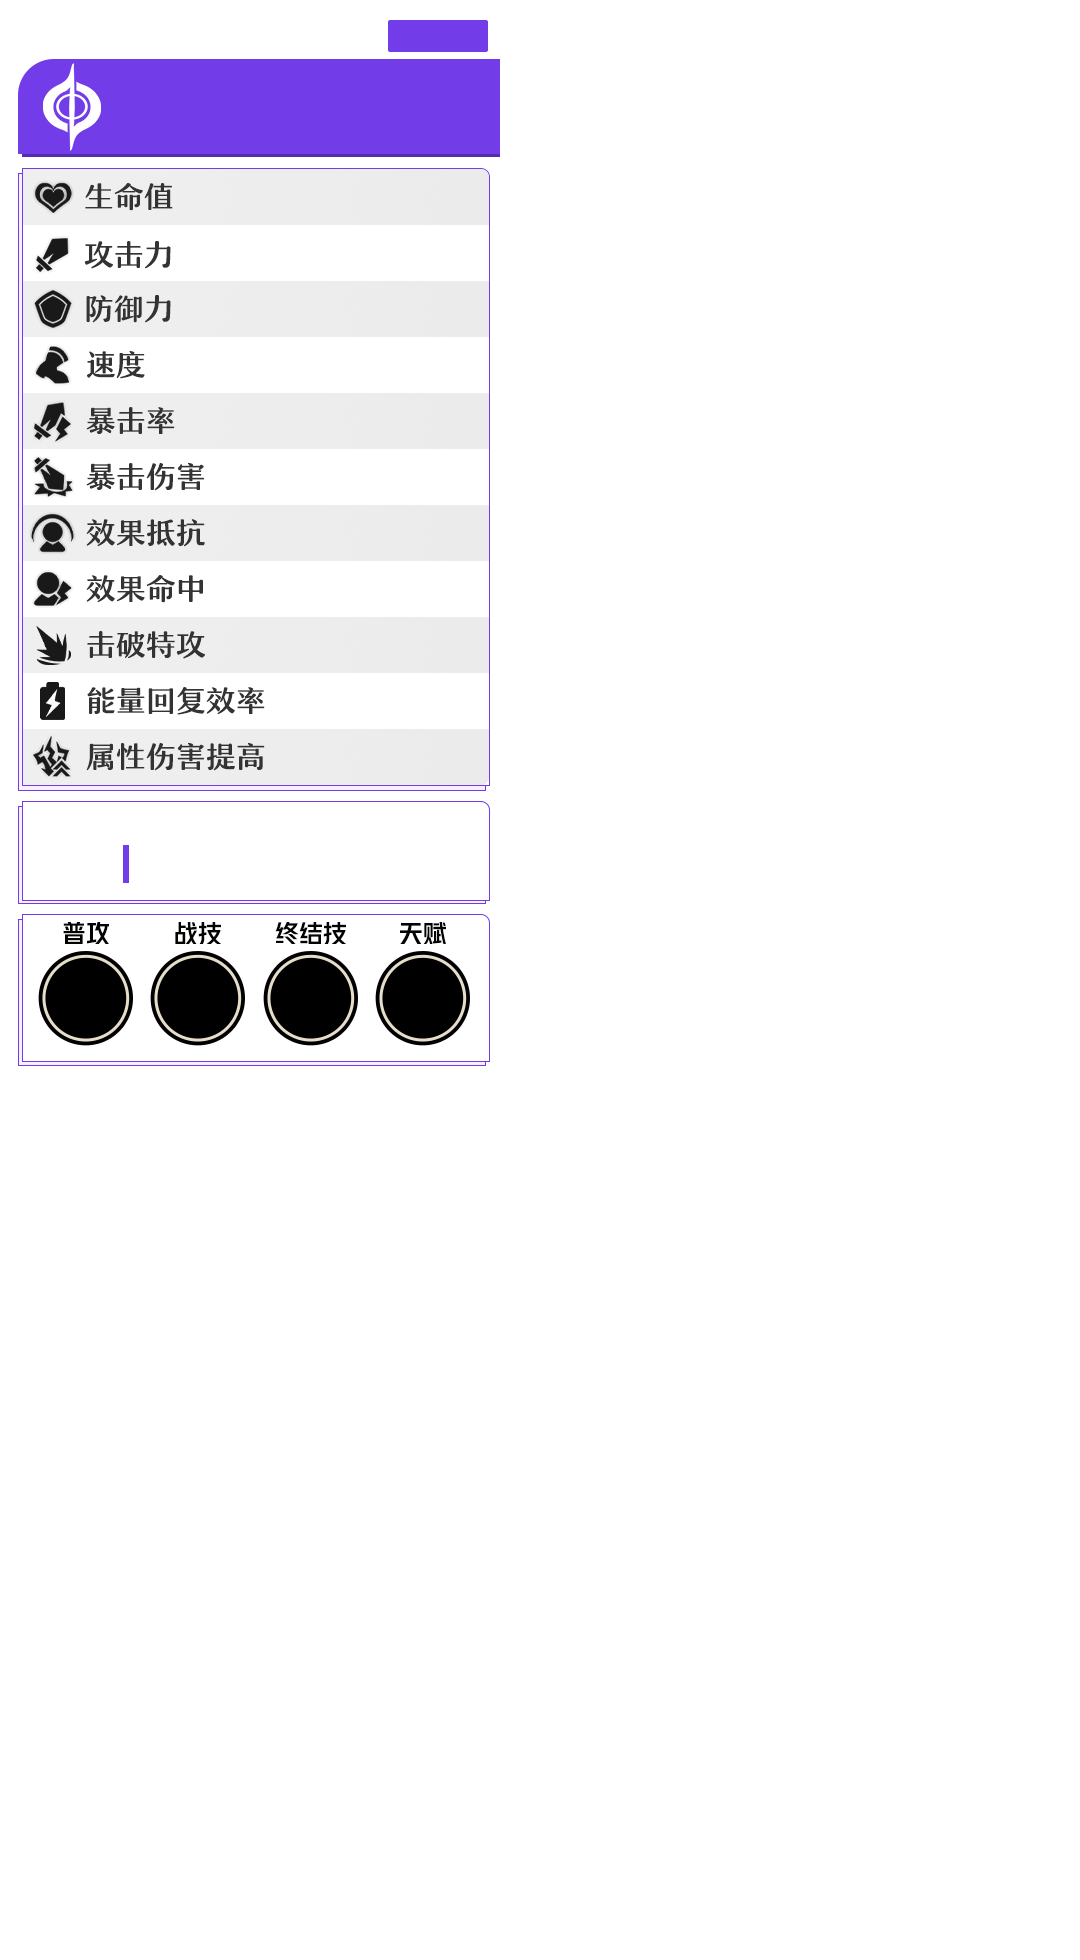 生命值
攻击力
防御力
速度
暴击率
暴击伤害
效果抵抗
效果命中
击破特攻
能量回复效率
属性伤害提高
普攻 战技 终结技 天赋